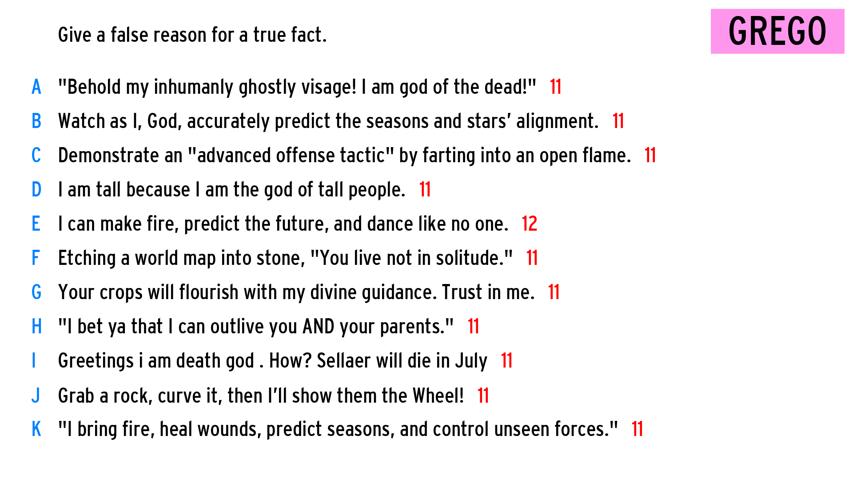 Give a false reason for a true fact.
GREGO
A "Behold my inhumanly ghostly visage! I am god of the dead!" 11
B Watch as I, God, accurately predict the seasons and stars' alignment. 11
C Demonstrate an "advanced offense tactic" by farting into an open flame. 11
D I am tall because I am the god of tall people. 11
E I can make fire, predict the future, and dance like no one. 12
F Etching a world map into stone, "You live not in solitude." 11
G Your crops will flourish with my divine guidance. Trust in me. 11
H "I bet ya that I can outlive you AND your parents." 11
I Greetings i am death god . How? Sellaer will die in July 11
J Grab a rock, curve it, then I'll show them the Wheel! 11
K "I bring fire, heal wounds, predict seasons, and control unseen forces." 11